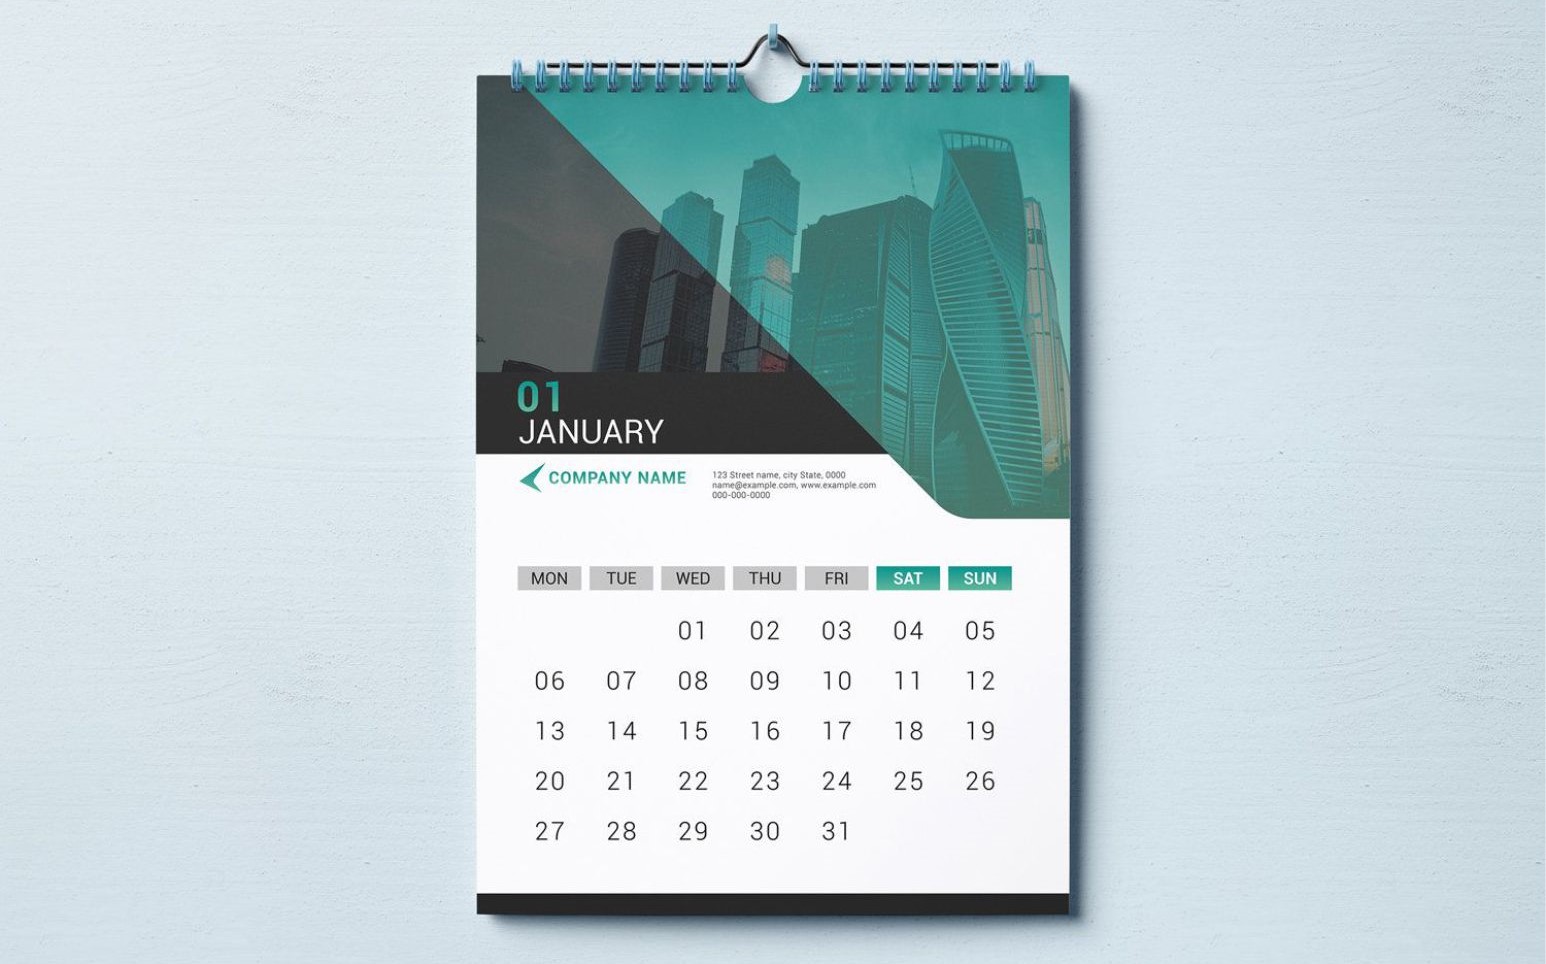 01
JANUARY
COMPANY NAME
123 Street name, city State, 0000
name@example.com, www.example.com
000-000-0000
MON TUE WED THU FRI SAT SUN
01 02 03 04 05
06 07 08 09 10 11 12
13 14 15 16 17 18 19
20 21 22 23 24 25 26
27 28 29 30 31